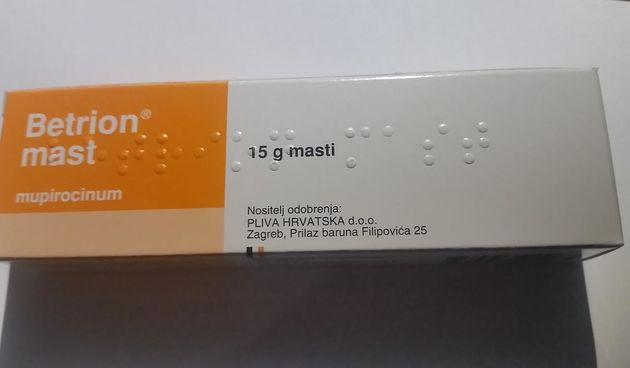 Betrion®
mast
mupirocinum
15 g masti
Nositelj odobrenja:
PLIVA HRVATSKA d.o.o.
Zagreb, Prilaz baruna Filipovića 25